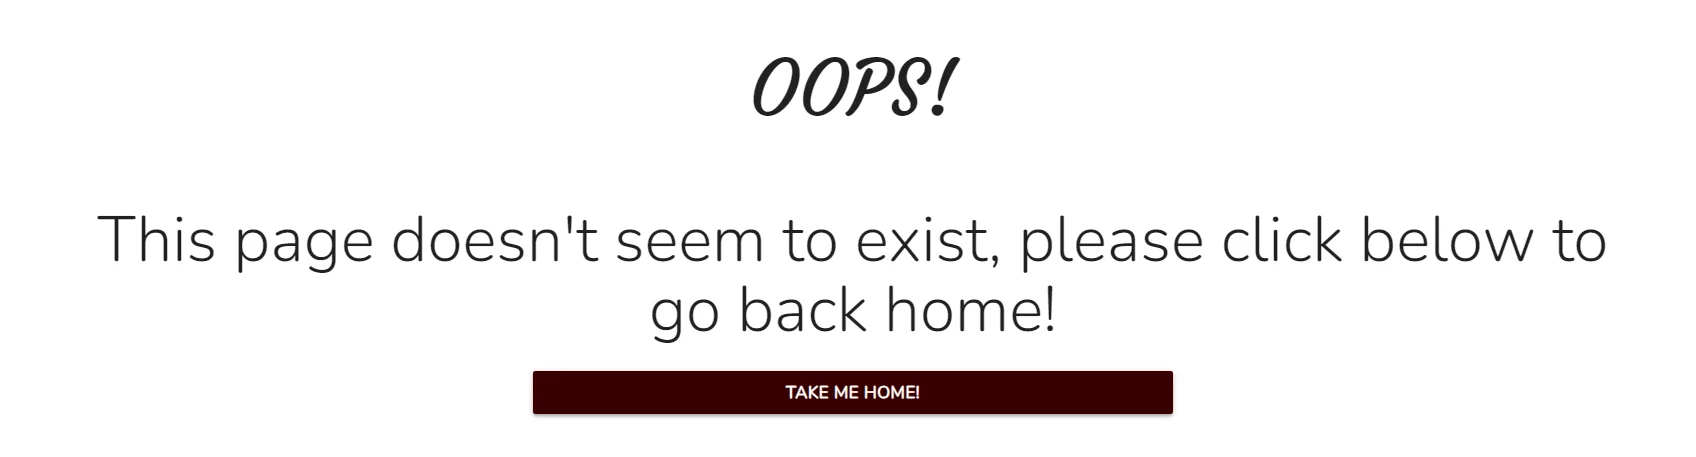 OOPS!
This page doesn't seem to exist, please click below to
go back home!
TAKE ME HOME!